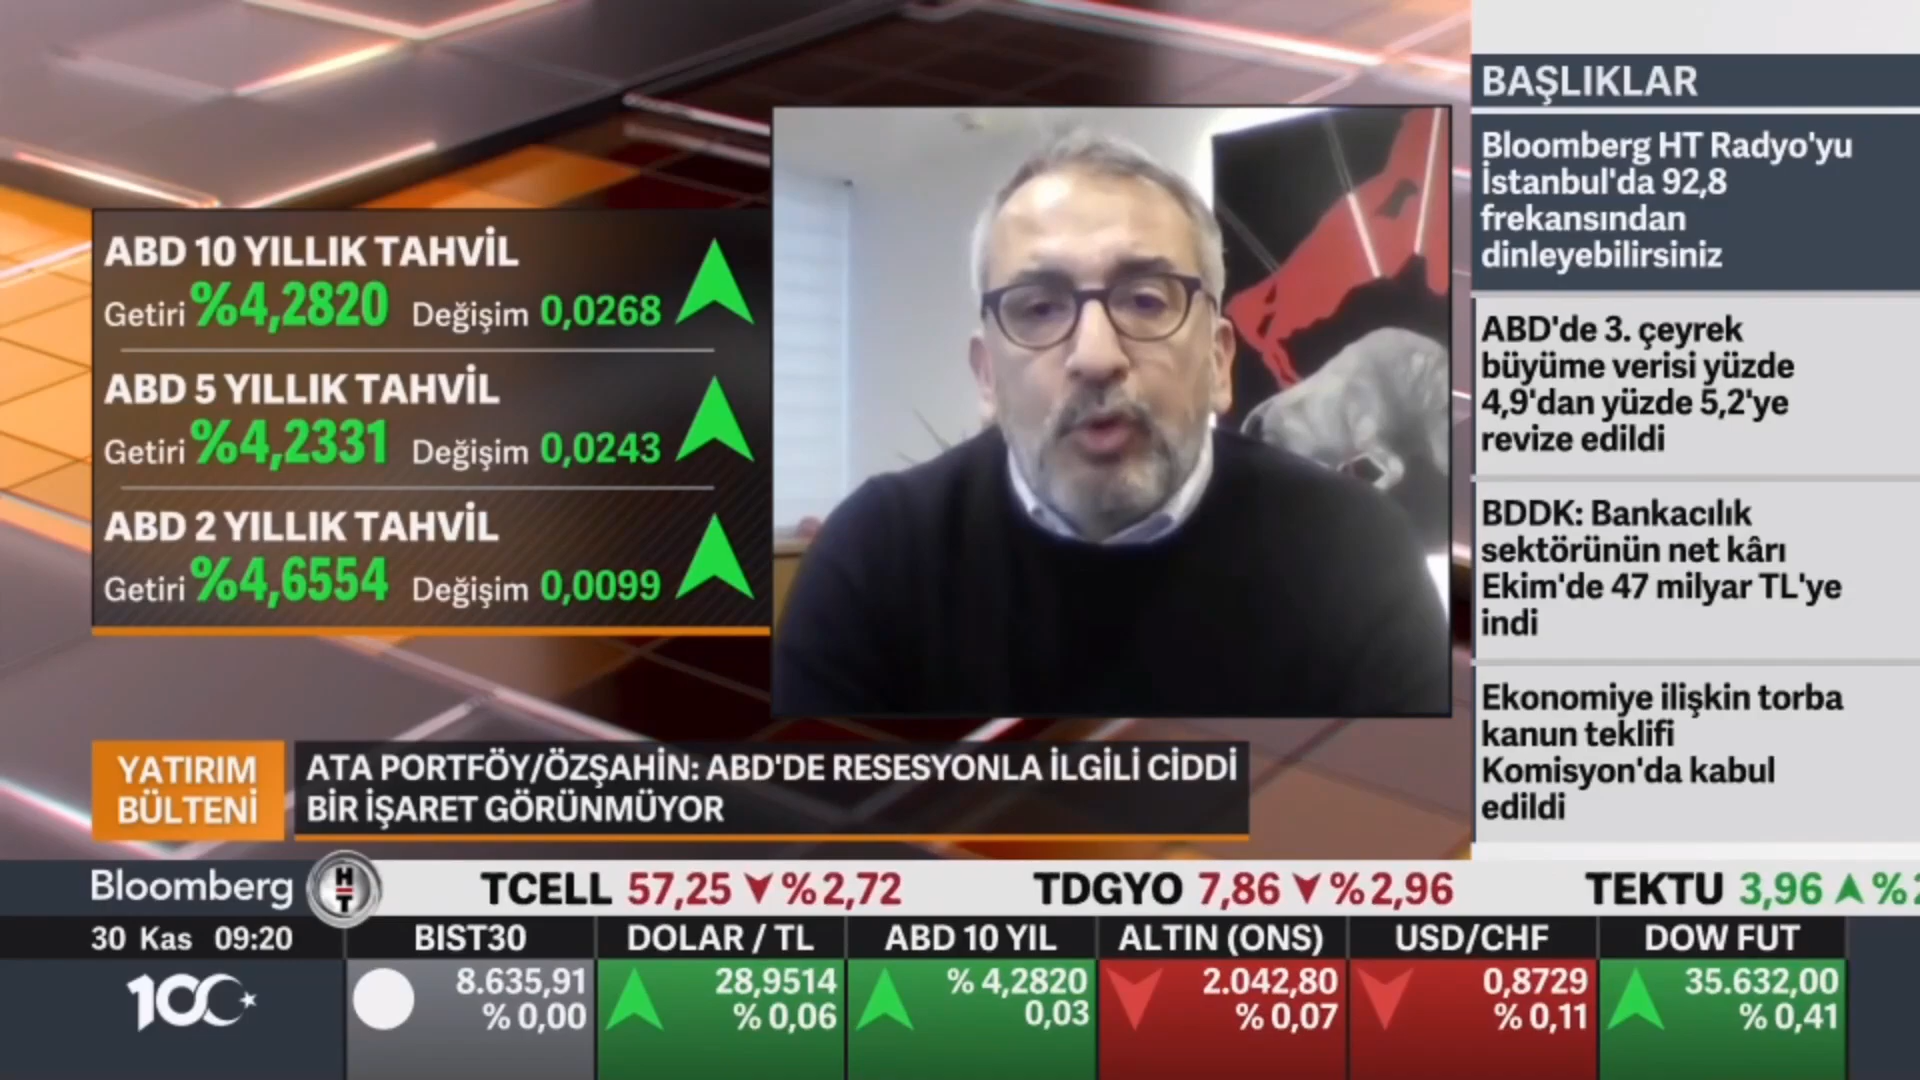 ABD 10 YILLIK TAHVİL
Getiri %4,2820 Değişim 0,0268
ABD 5 YILLIK TAHVİL
Getiri %4,2331 Değişim 0,0243
ABD 2 YILLIK TAHVİL
Getiri %4,6554 Değişim 0,0099
BAŞLIKLAR
Bloomberg HT Radyo'yu
İstanbul'da 92,8
frekansından
dinleyebilirsiniz
ABD'de 3. çeyrek
büyüme verisi yüzde
4,9'dan yüzde 5,2'ye
revize edildi
BDDK: Bankacılık
sektörünün net kârı
Ekim'de 47 milyar TL'ye
indi
Ekonomiye ilişkin torba
kanun teklifi
Komisyon'da kabul
edildi
YATIRIM
BÜLTENİ
ATA PORTFÖY/ÖZŞAHİN: ABD'DE RESESYONLA İLGİLİ CİDDİ
BİR İŞARET GÖRÜNMÜYOR
Bloomberg HT
TCELL 57,25 %2,72 TDGYO 7,86 %2,96 TEKTU 3,96
30 Kas 09:20
100
BIST30
8.635,91
% 0,00
DOLAR / TL
28,9514
% 0,06
ABD 10 YIL
% 4,2820
0,03
ALTIN (ONS)
2.042,80
% 0,07
USD/CHF
0,8729
% 0,11
DOW FUT
35.632,00
% 0,41